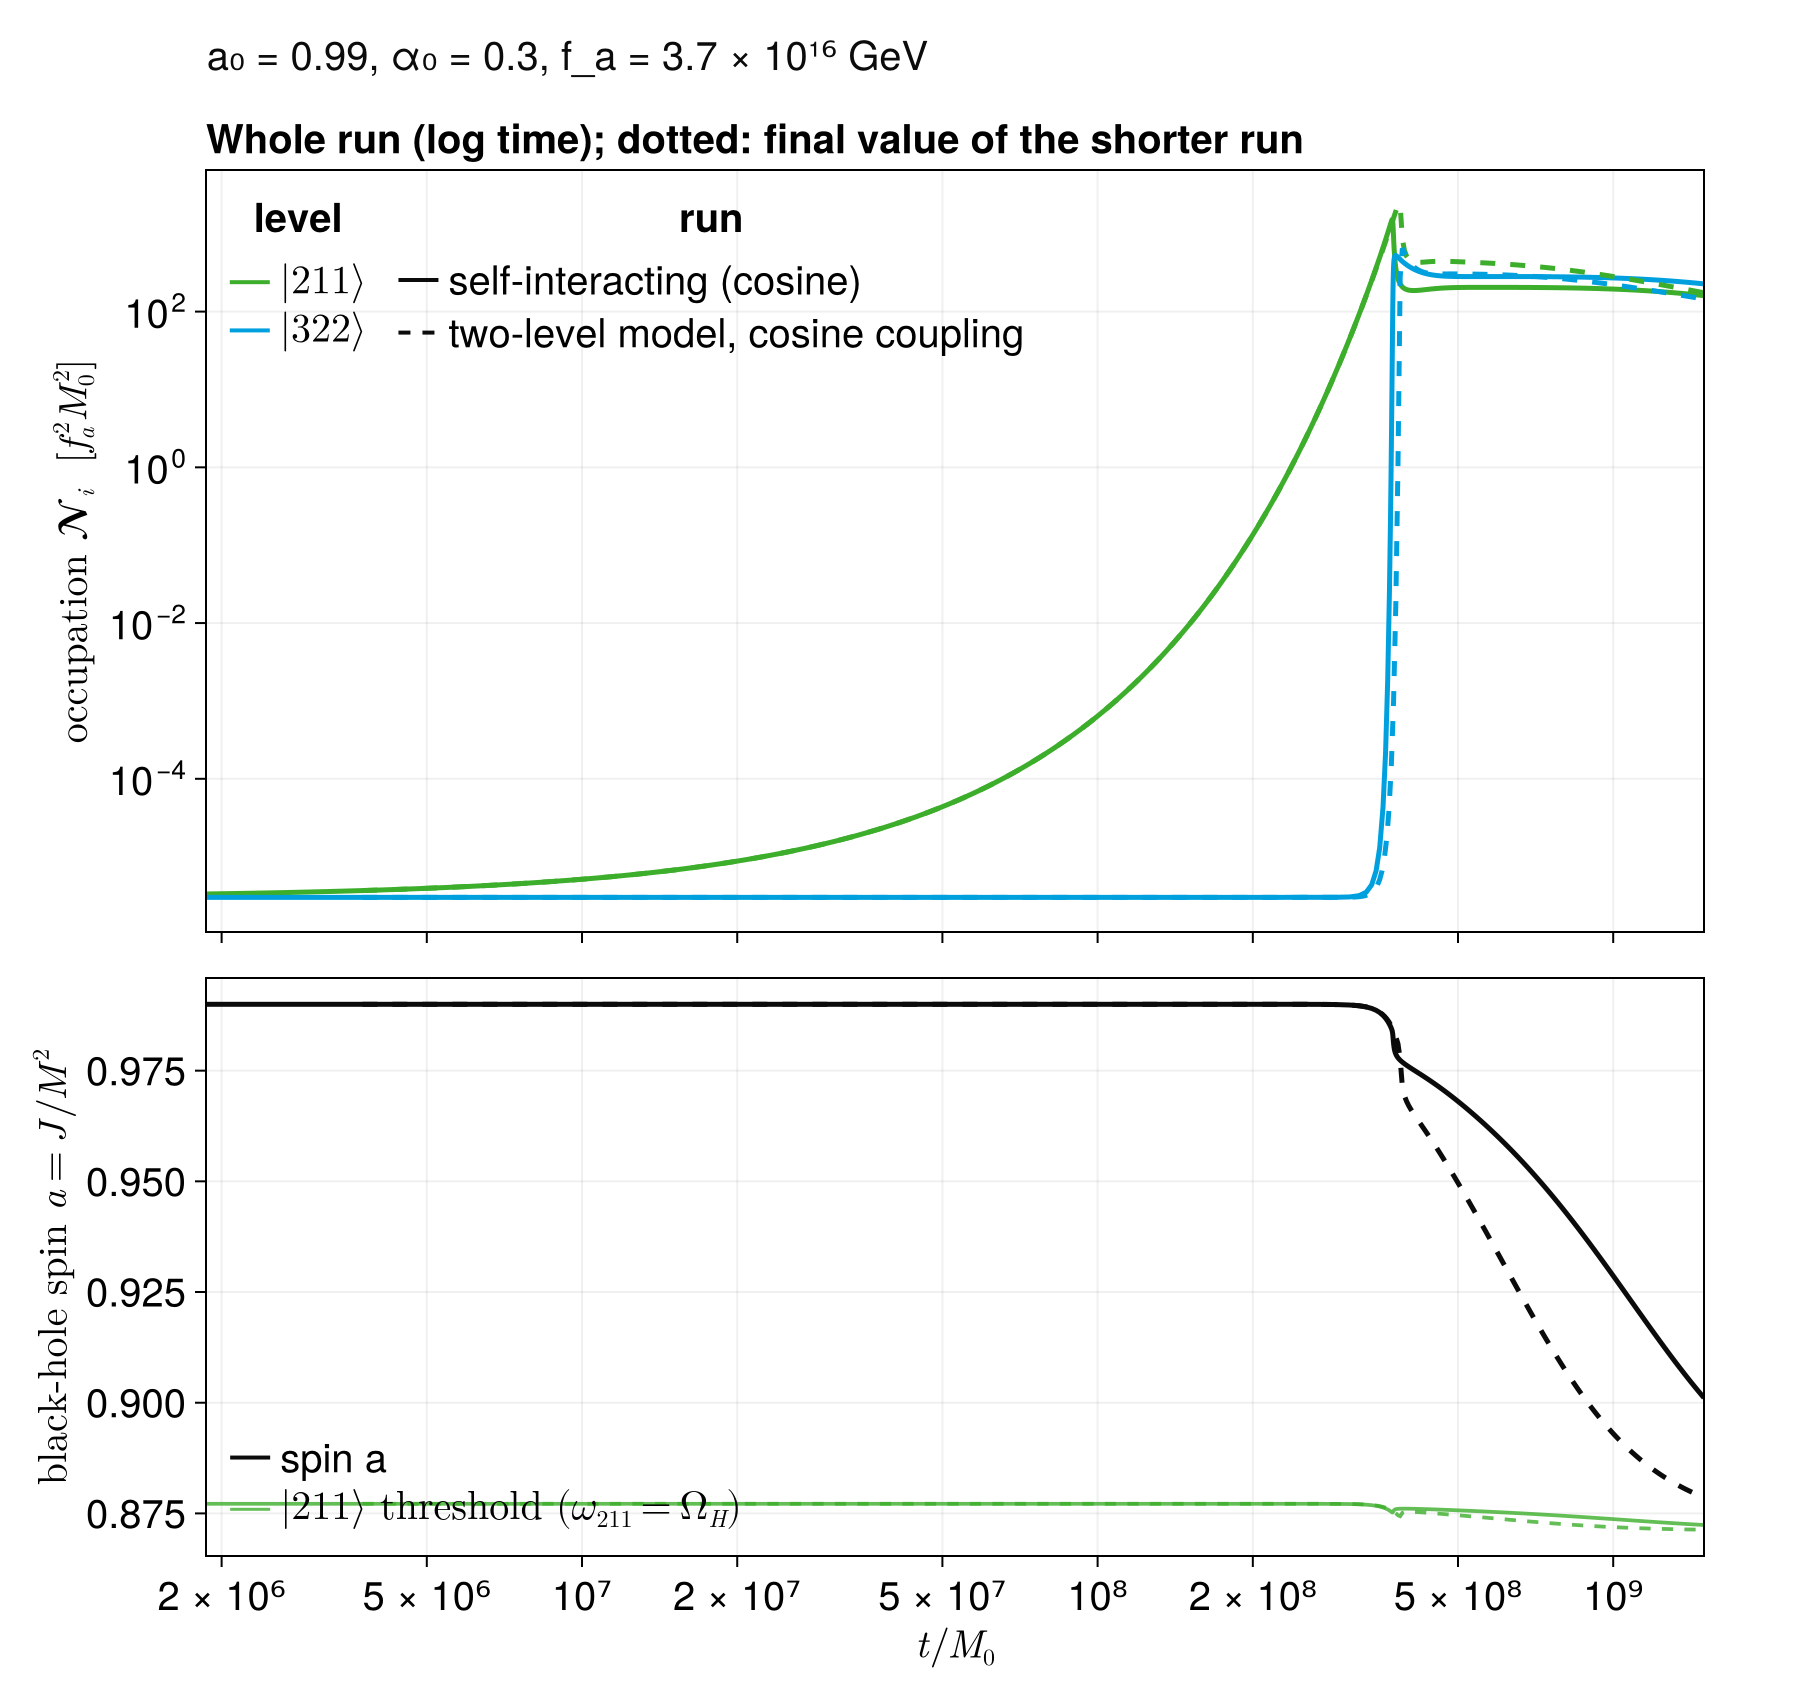 a₀ = 0.99, α₀ = 0.3, f_a = 3.7 × 10¹⁶ GeV
Whole run (log time); dotted: final value of the shorter run
level
run
|211⟩
self-interacting (cosine)
|322⟩
two-level model, cosine coupling
10²
10⁰
10⁻²
10⁻⁴
occupation 𝓝ᵢ [f_a² M₀²]
0.975
0.950
0.925
0.900
0.875
black-hole spin a = J/M²
spin a
|211⟩ threshold (ω₂₁₁ = Ω_H)
2 × 10⁶
5 × 10⁶
10⁷
2 × 10⁷
5 × 10⁷
10⁸
2 × 10⁸
5 × 10⁸
10⁹
t/M₀